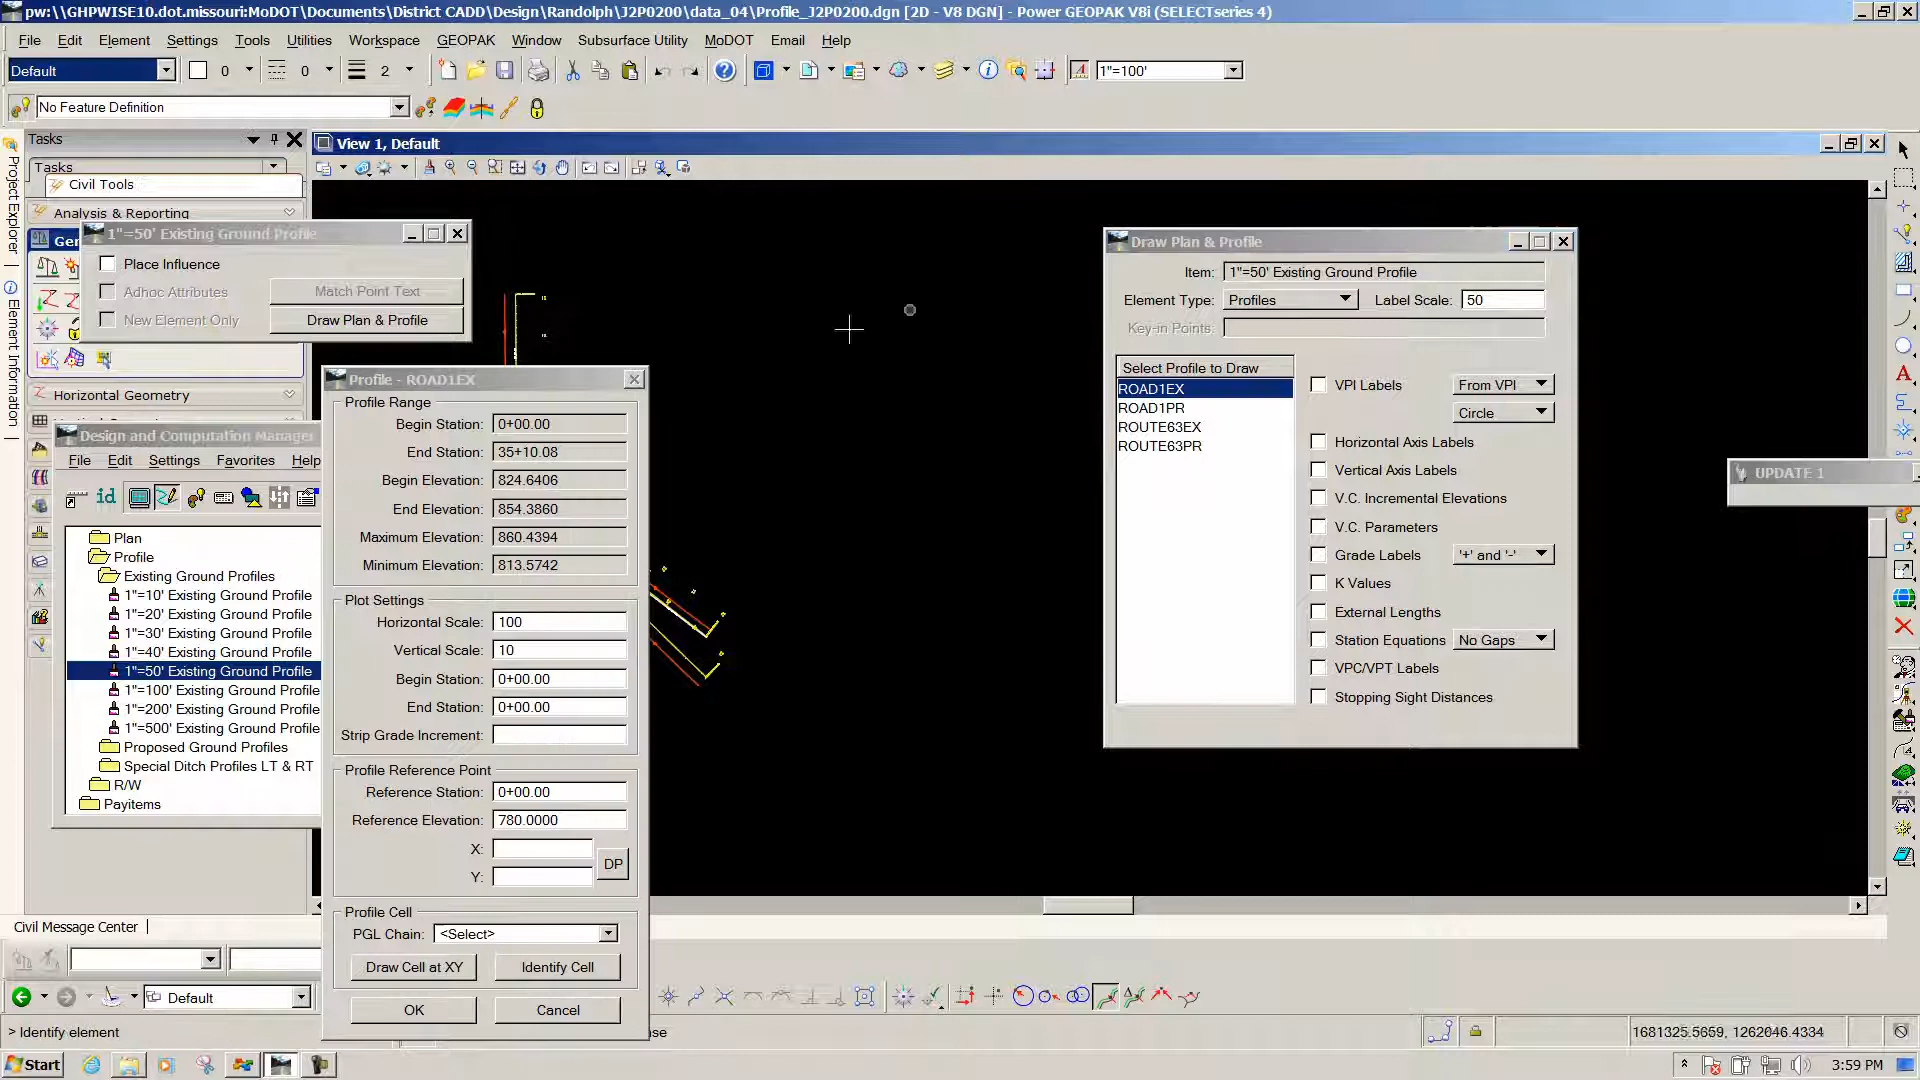 pw:\\GHPWISE10.dot.missouri:MoDOT\Documents\District CADD\Design\Randolph\J2P0200\data_04\Profile_J2P0200.dgn [2D - V8 DGN] - Power GEOPAK V8i (SELECTseries 4)
File Edit Element Settings Tools Utilities Workspace GEOPAK Window Subsurface Utility MoDOT Email Help
Default 0 0 2 1"=100'
No Feature Definition
Tasks
View 1, Default
Tasks
Civil Tools
Analysis & Reporting
Gen
Horizontal Geometry
Project Explorer
Element Information
1"=50' Existing Ground Profile
Place Influence
Adhoc Attributes Match Point Text
New Element Only Draw Plan & Profile
Design and Computation Manager
File Edit Settings Favorites Help
id
Plan
Profile
Existing Ground Profiles
1"=10' Existing Ground Profile
1"=20' Existing Ground Profile
1"=30' Existing Ground Profile
1"=40' Existing Ground Profile
1"=50' Existing Ground Profile
1"=100' Existing Ground Profile
1"=200' Existing Ground Profile
1"=500' Existing Ground Profile
Proposed Ground Profiles
Special Ditch Profiles LT & RT
R/W
Payitems
Profile - ROAD1EX
Profile Range
Begin Station: 0+00.00
End Station: 35+10.08
Begin Elevation: 824.6406
End Elevation: 854.3860
Maximum Elevation: 860.4394
Minimum Elevation: 813.5742
Plot Settings
Horizontal Scale: 100
Vertical Scale: 10
Begin Station: 0+00.00
End Station: 0+00.00
Strip Grade Increment:
Profile Reference Point
Reference Station: 0+00.00
Reference Elevation: 780.0000
X:
DP
Y:
Profile Cell
PGL Chain: <Select>
Draw Cell at XY Identify Cell
OK Cancel
Draw Plan & Profile
Item: 1"=50' Existing Ground Profile
Element Type: Profiles Label Scale: 50
Key-in Points:
Select Profile to Draw
ROAD1EX
ROAD1PR
ROUTE63EX
ROUTE63PR
VPI Labels From VPI
Circle
Horizontal Axis Labels
Vertical Axis Labels
V.C. Incremental Elevations
V.C. Parameters
Grade Labels '+' and '-'
K Values
External Lengths
Station Equations No Gaps
VPC/VPT Labels
Stopping Sight Distances
UPDATE 1
Civil Message Center
Default
> Identify element
1681325.5659, 1262046.4334
Start
3:59 PM